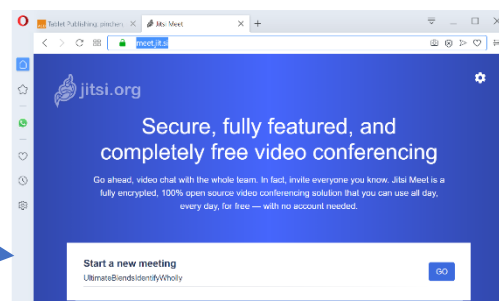 Tablet Publishing
Jitsi Meet
meet.jit.si
jitsi.org
Secure, fully featured, and
completely free video conferencing
Go ahead, video chat with the whole team. In fact, invite everyone you know. Jitsi Meet is a
fully encrypted, 100% open source video conferencing solution that you can use all day,
every day, for free — with no account needed.
Start a new meeting
UltimateBlendsIdentifyWholly
GO